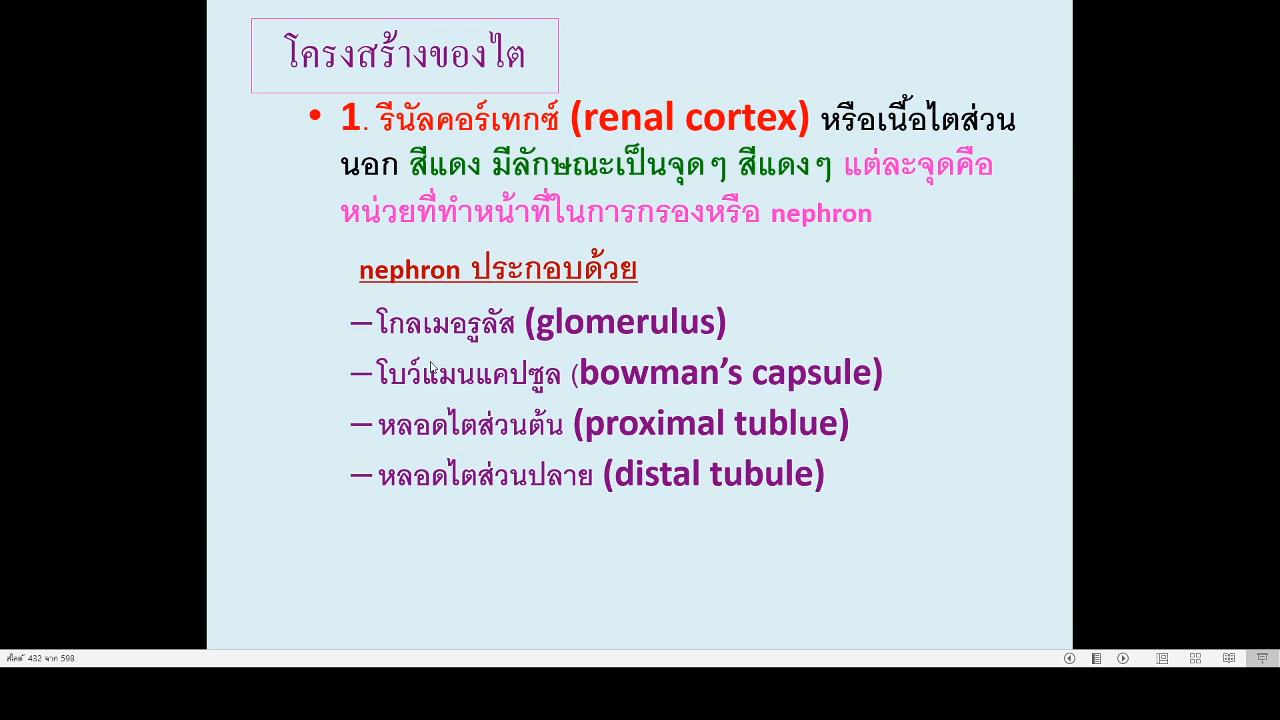 โครงสร้างของไต
• 1. รีนัลคอร์เทกซ์ (renal cortex) หรือเนื้อไตส่วน
นอก สีแดง มีลักษณะเป็นจุดๆ สีแดงๆ แต่ละจุดคือ
หน่วยที่ทำหน้าที่ในการกรองหรือ nephron
nephron ประกอบด้วย
– โกลเมอรูลัส (glomerulus)
– โบว์แมนแคปซูล (bowman’s capsule)
– หลอดไตส่วนต้น (proximal tublue)
– หลอดไตส่วนปลาย (distal tubule)
สไลด์ 432 จาก 598